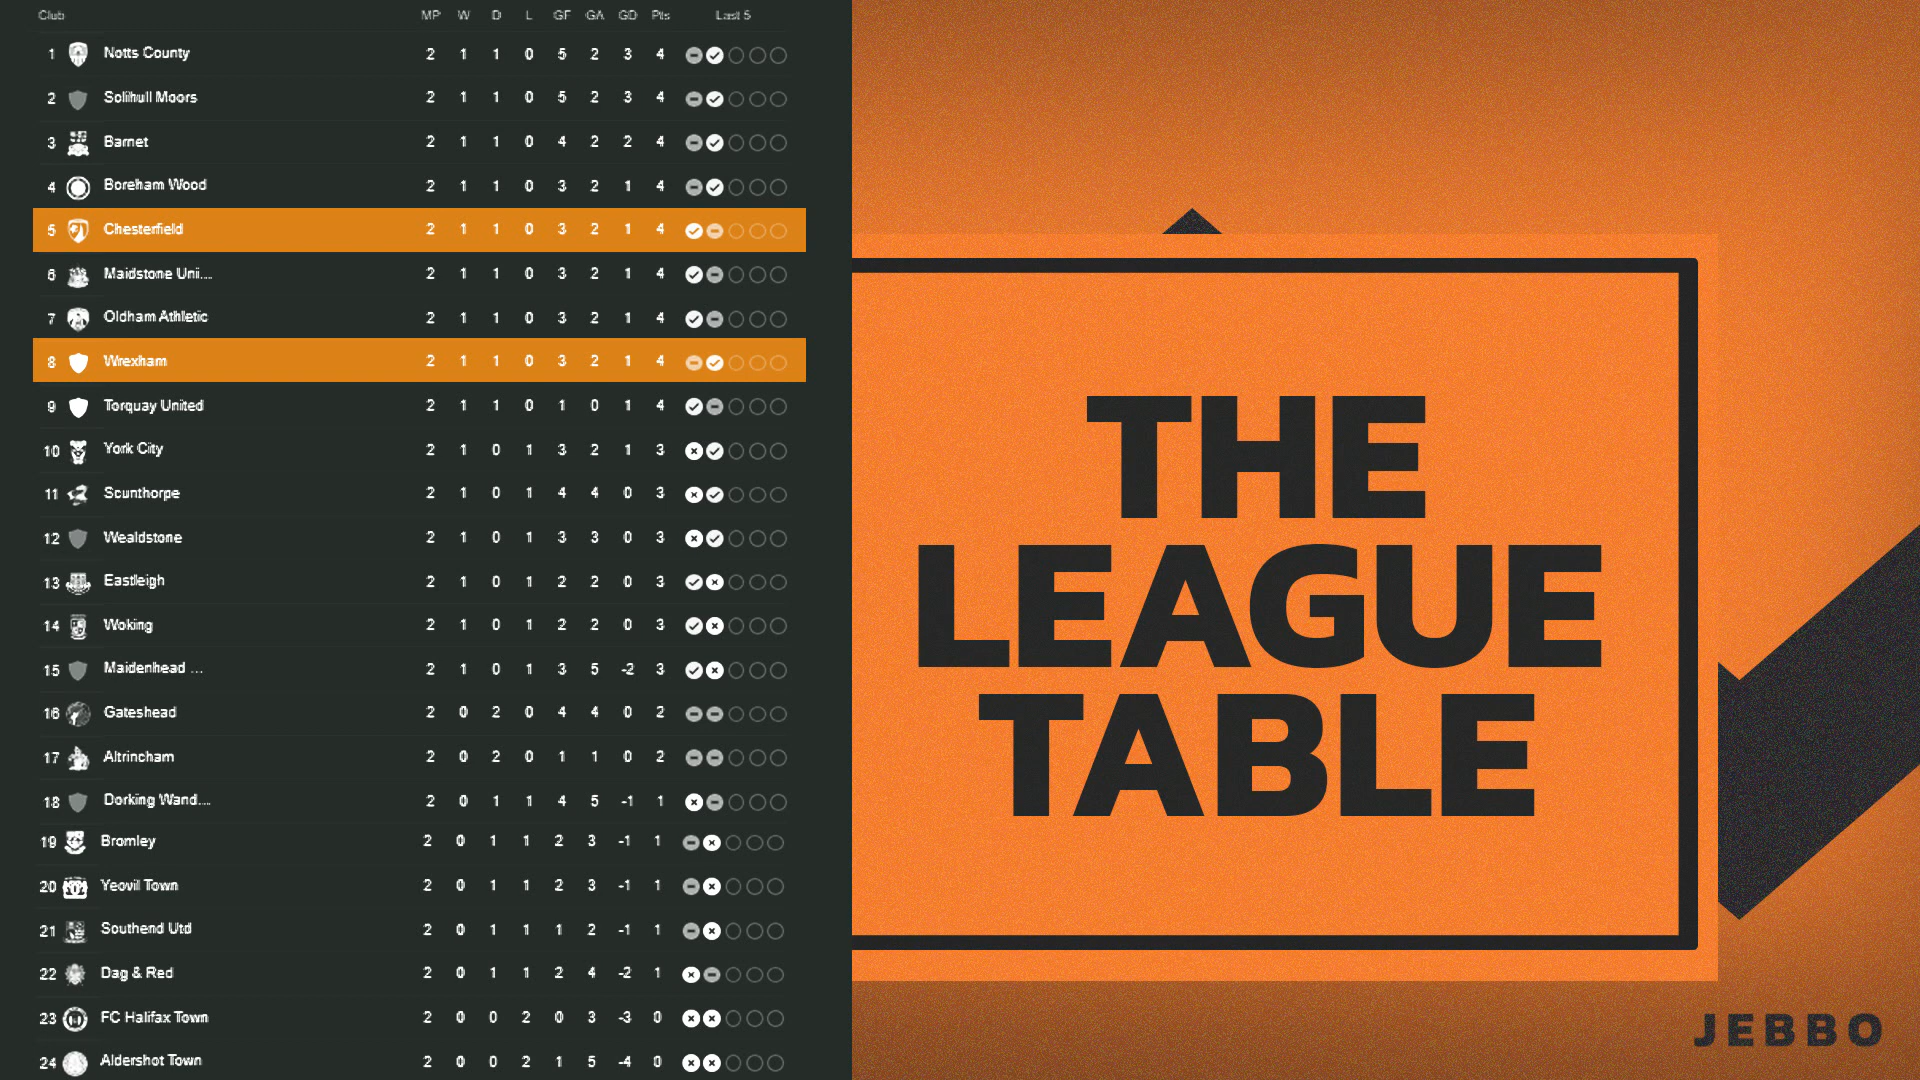 Club MP W D L GF GA GD Pts Last 5
1 Notts County 2 1 1 0 5 2 3 4
2 Solihull Moors 2 1 1 0 5 2 3 4
3 Barnet 2 1 1 0 4 2 2 4
4 Boreham Wood 2 1 1 0 3 2 1 4
5 Chesterfield 2 1 1 0 3 2 1 4
6 Maidstone Uni.... 2 1 1 0 3 2 1 4
7 Oldham Athletic 2 1 1 0 3 2 1 4
8 Wrexham 2 1 1 0 3 2 1 4
9 Torquay United 2 1 1 0 1 0 1 4
10 York City 2 1 0 1 3 2 1 3
11 Scunthorpe 2 1 0 1 4 4 0 3
12 Wealdstone 2 1 0 1 3 3 0 3
13 Eastleigh 2 1 0 1 2 2 0 3
14 Woking 2 1 0 1 2 2 0 3
15 Maidenhead ... 2 1 0 1 3 5 -2 3
16 Gateshead 2 0 2 0 4 4 0 2
17 Altrincham 2 0 2 0 1 1 0 2
18 Dorking Wand.... 2 0 1 1 4 5 -1 1
19 Bromley 2 0 1 1 2 3 -1 1
20 Yeovil Town 2 0 1 1 2 3 -1 1
21 Southend Utd 2 0 1 1 1 2 -1 1
22 Dag & Red 2 0 1 1 2 4 -2 1
23 FC Halifax Town 2 0 0 2 0 3 -3 0
24 Aldershot Town 2 0 0 2 1 5 -4 0
THE
LEAGUE
TABLE
JEBBO